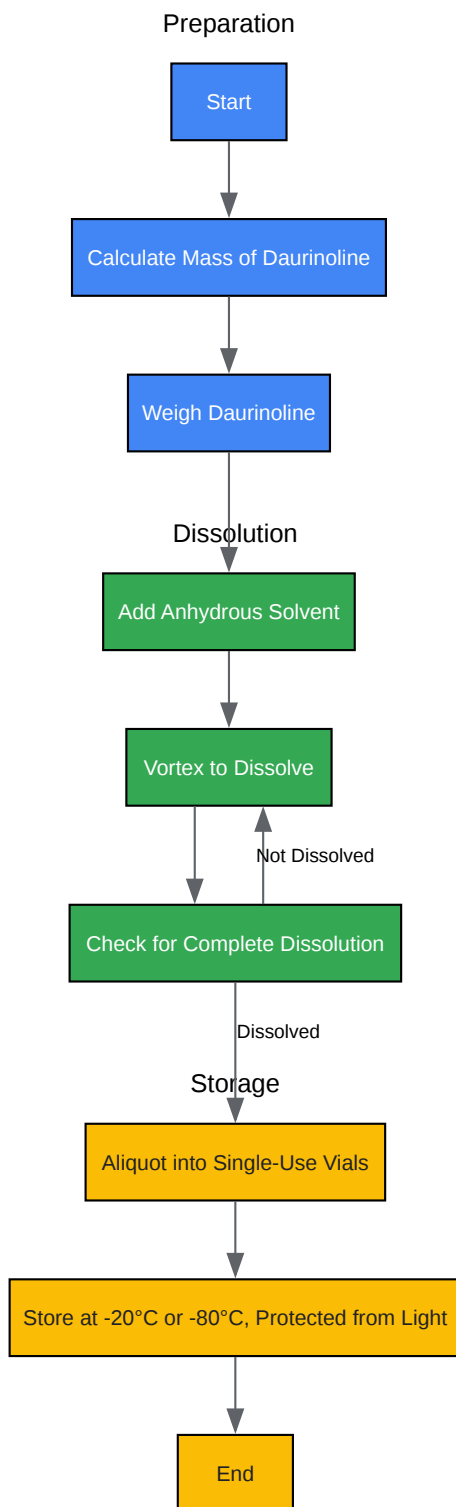 Preparation
Start
Calculate Mass of Daurinoline
Weigh Daurinoline
Dissolution
Add Anhydrous Solvent
Vortex to Dissolve
Not Dissolved
Check for Complete Dissolution
Dissolved
Storage
Aliquot into Single-Use Vials
Store at -20°C or -80°C, Protected from Light
End